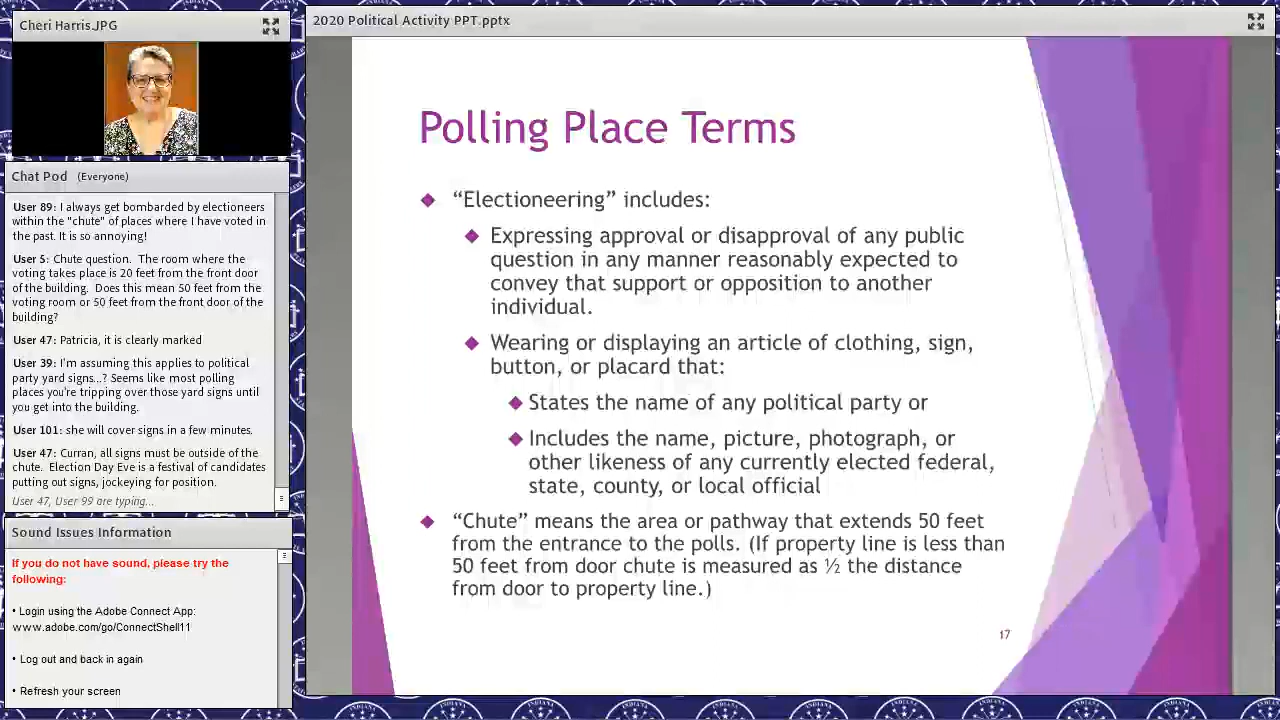 Cheri Harris.JPG
Chat Pod (Everyone)
User 89: I always get bombarded by electioneers
within the "chute" of places where I have voted in
the past. It is so annoying!
User 5: Chute question. The room where the
voting takes place is 20 feet from the front door
of the building. Does this mean 50 feet from the
voting room or 50 feet from the front door of the
building?
User 47: Patricia, it is clearly marked
User 39: I'm assuming this applies to political
party yard signs...? Seems like most polling
places you're tripping over those yard signs until
you get into the building.
User 101: she will cover signs in a few minutes.
User 47: Curran, all signs must be outside of the
chute. Election Day Eve is a festival of candidates
putting out signs, jockeying for position.
User 47, User 99 are typing...
Sound Issues Information
If you do not have sound, please try the
following:
• Login using the Adobe Connect App:
www.adobe.com/go/ConnectShell11
• Log out and back in again
• Refresh your screen
2020 Political Activity PPT.pptx
Polling Place Terms
“Electioneering” includes:
Expressing approval or disapproval of any public
question in any manner reasonably expected to
convey that support or opposition to another
individual.
Wearing or displaying an article of clothing, sign,
button, or placard that:
States the name of any political party or
Includes the name, picture, photograph, or
other likeness of any currently elected federal,
state, county, or local official
“Chute” means the area or pathway that extends 50 feet
from the entrance to the polls. (If property line is less than
50 feet from door chute is measured as ½ the distance
from door to property line.)
17
INDIANA